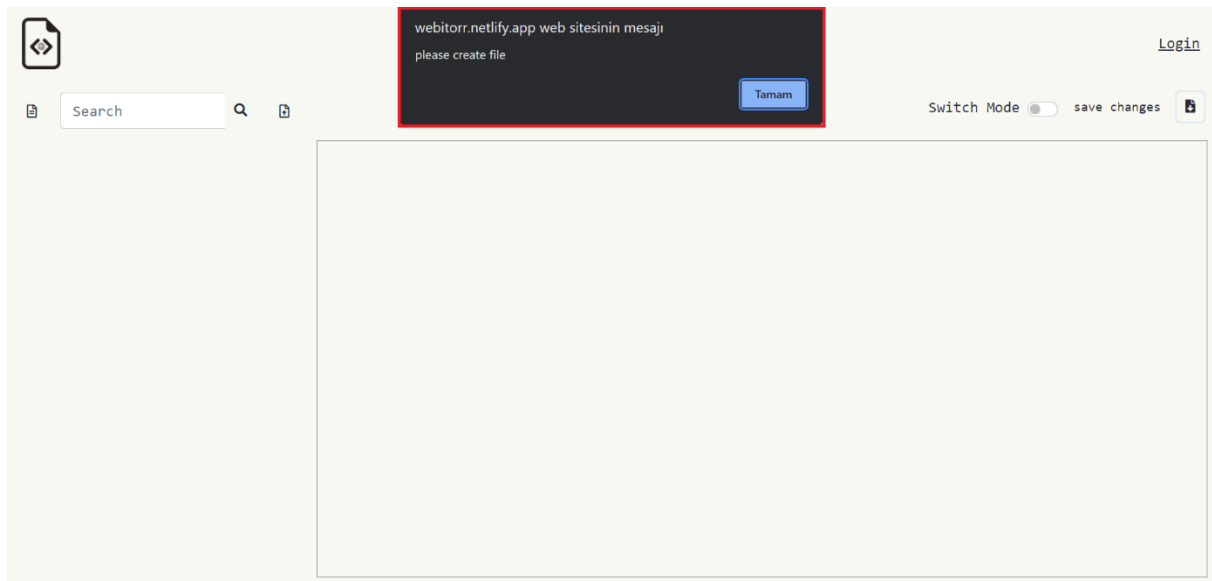 webitorr.netlify.app web sitesinin mesajı
please create file
Tamam
Login
Search
Switch Mode
save changes